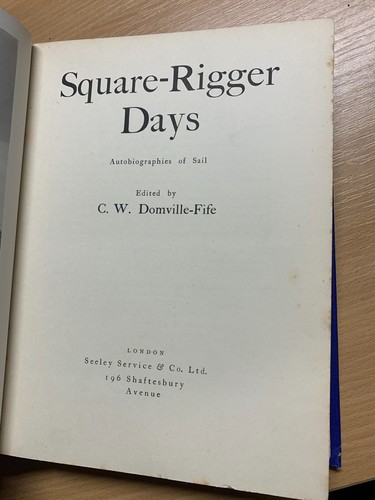 Square-Rigger
Days
Autobiographies of Sail
Edited by
C. W. Domville-Fife
LONDON
Seeley Service & Co. Ltd.
196 Shaftesbury
Avenue